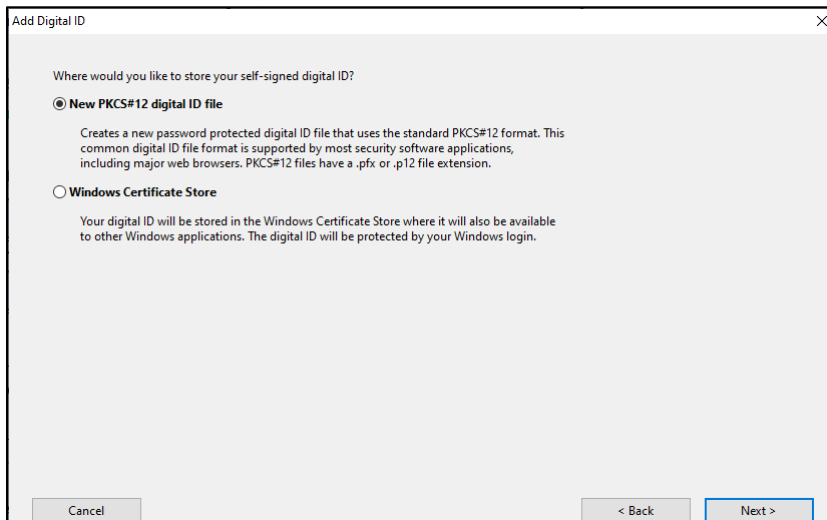 Add Digital ID
Where would you like to store your self-signed digital ID?
New PKCS#12 digital ID file
Creates a new password protected digital ID file that uses the standard PKCS#12 format. This
common digital ID file format is supported by most security software applications,
including major web browsers. PKCS#12 files have a .pfx or .p12 file extension.
Windows Certificate Store
Your digital ID will be stored in the Windows Certificate Store where it will also be available
to other Windows applications. The digital ID will be protected by your Windows login.
Cancel
< Back
Next >